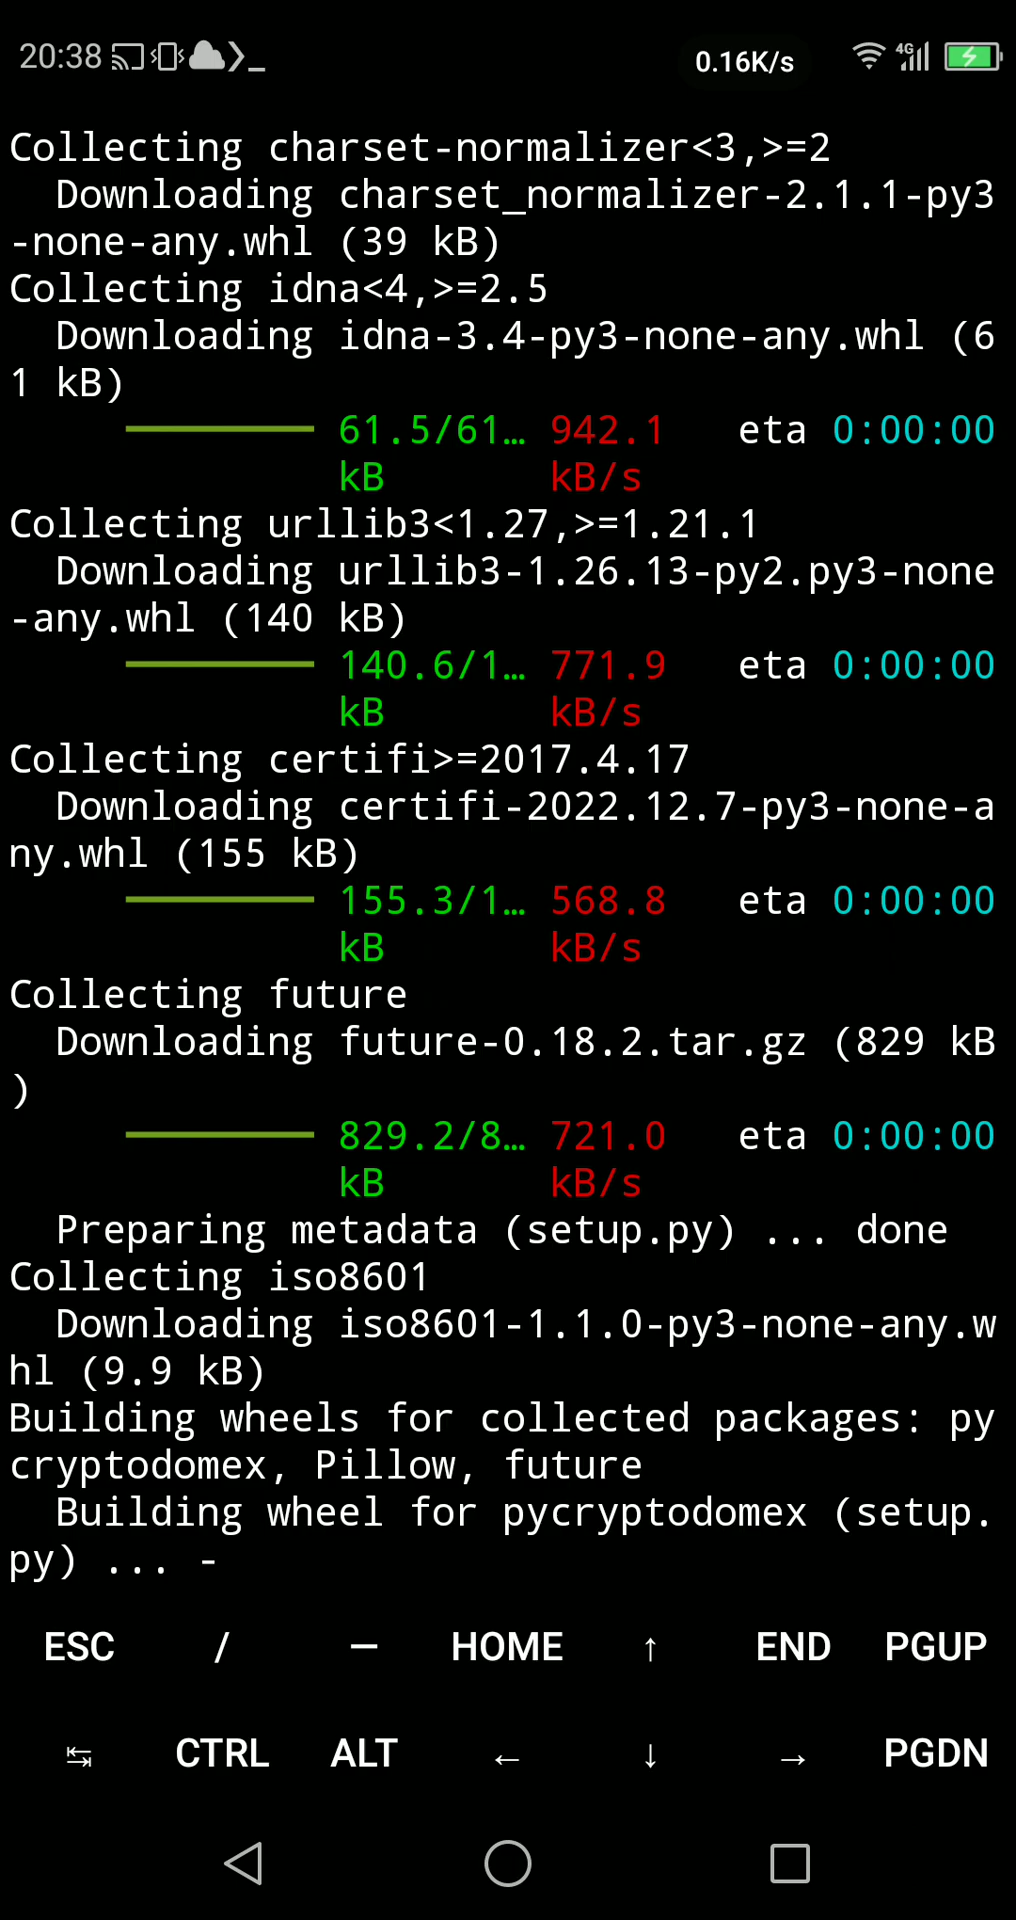 20:38 0.16K/s 4G
Collecting charset-normalizer<3,>=2
  Downloading charset_normalizer-2.1.1-py3
-none-any.whl (39 kB)
Collecting idna<4,>=2.5
  Downloading idna-3.4-py3-none-any.whl (6
1 kB)
61.5/61… 942.1 eta 0:00:00
kB kB/s
Collecting urllib3<1.27,>=1.21.1
  Downloading urllib3-1.26.13-py2.py3-none
-any.whl (140 kB)
140.6/1… 771.9 eta 0:00:00
kB kB/s
Collecting certifi>=2017.4.17
  Downloading certifi-2022.12.7-py3-none-a
ny.whl (155 kB)
155.3/1… 568.8 eta 0:00:00
kB kB/s
Collecting future
  Downloading future-0.18.2.tar.gz (829 kB
)
829.2/8… 721.0 eta 0:00:00
kB kB/s
  Preparing metadata (setup.py) ... done
Collecting iso8601
  Downloading iso8601-1.1.0-py3-none-any.w
hl (9.9 kB)
Building wheels for collected packages: py
cryptodomex, Pillow, future
  Building wheel for pycryptodomex (setup.
py) ... -
ESC / — HOME ↑ END PGUP
↹ CTRL ALT ← ↓ → PGDN